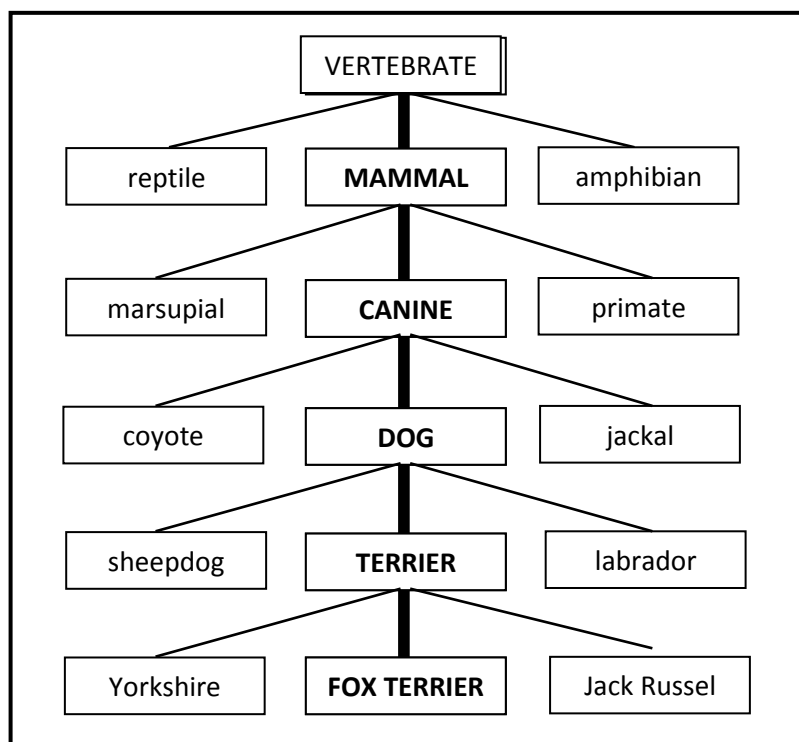 VERTEBRATE
reptile MAMMAL amphibian
marsupial CANINE primate
coyote DOG jackal
sheepdog TERRIER labrador
Yorkshire FOX TERRIER Jack Russel